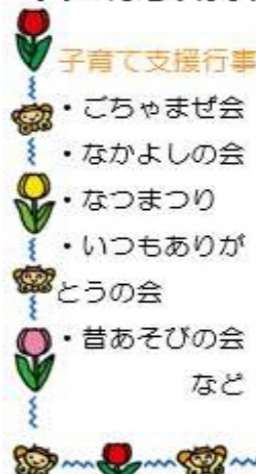 子育て支援行事
・ごちゃまぜ会
・なかよしの会
・なつまつり
・いつもありが
とうの会
・昔あそびの会
など